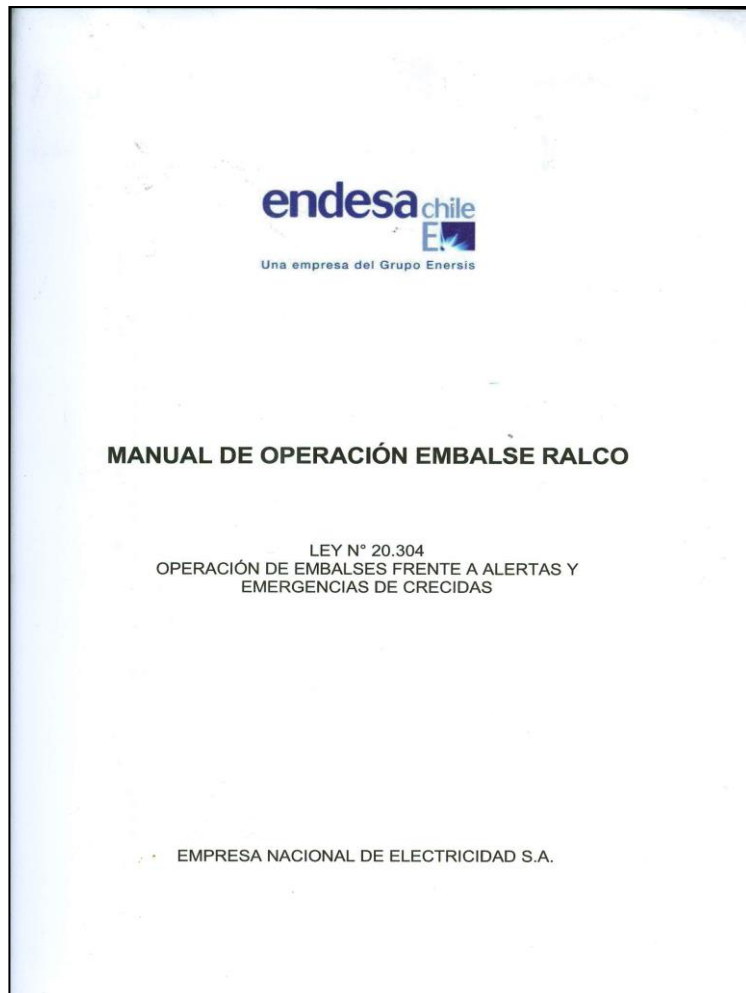 endesa chile
Una empresa del Grupo Enersis
MANUAL DE OPERACIÓN EMBALSE RALCO
LEY N° 20.304
OPERACIÓN DE EMBALSES FRENTE A ALERTAS Y
EMERGENCIAS DE CRECIDAS
EMPRESA NACIONAL DE ELECTRICIDAD S.A.